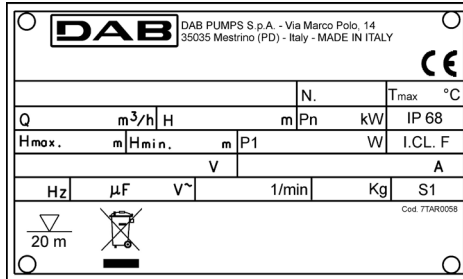 DAB DAB PUMPS S.p.A. - Via Marco Polo, 14
35035 Mestrino (PD) - Italy - MADE IN ITALY
CE
N. Tmax °C
Q m³/h H m Pn kW IP 68
Hmax. m Hmin. m P1 W I.CL. F
V A
Hz µF V~ 1/min Kg S1
Cod. 7TAR0058
20 m